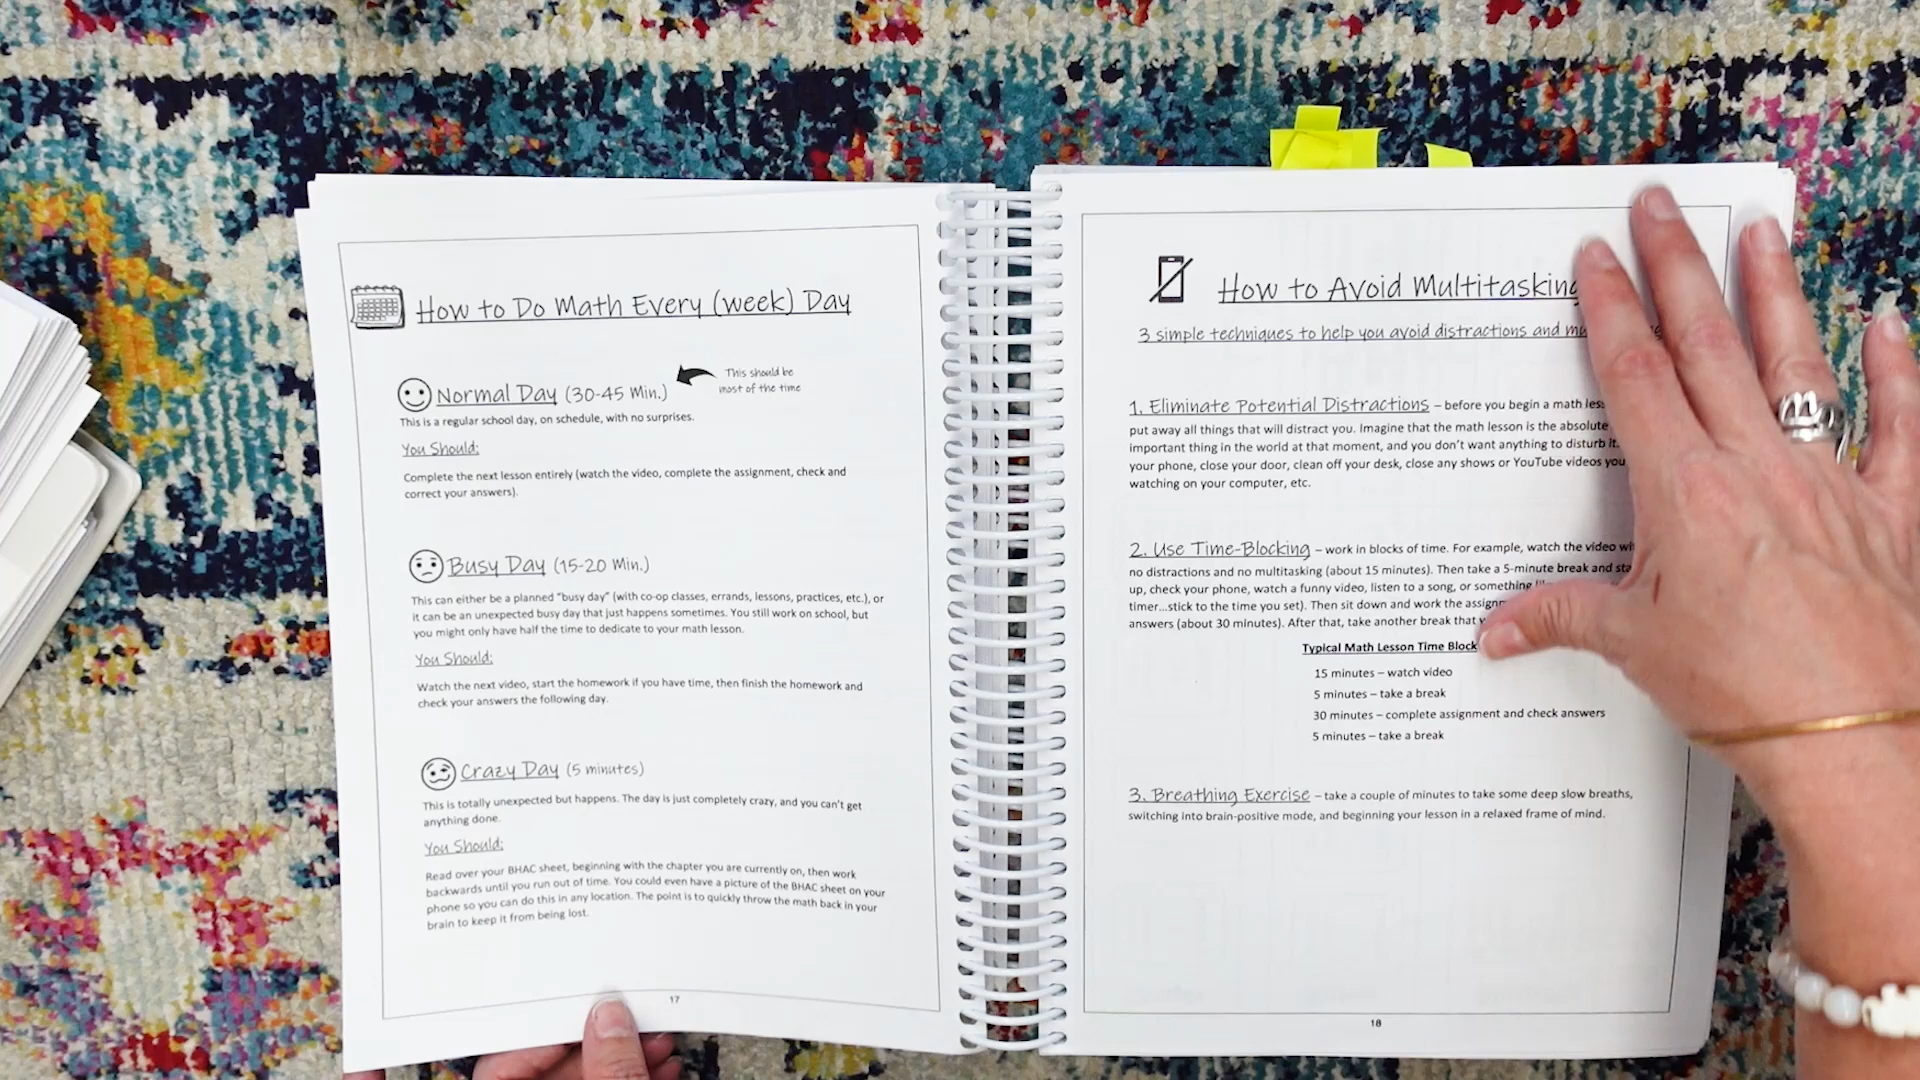 How to Do Math Every (week) Day
Normal Day (30-45 Min.)
This should be
most of the time
This is a regular school day, on schedule, with no surprises.
You Should:
Complete the next lesson entirely (watch the video, complete the assignment, check and
correct your answers).
Busy Day (15-20 Min.)
This can either be a planned "busy day" (with co-op classes, errands, lessons, practices, etc.), or
it can be an unexpected busy day that just happens sometimes. You still work on school, but
you might only have half the time to dedicate to your math lesson.
You Should:
Watch the next video, start the homework if you have time, then finish the homework and
check your answers the following day.
Crazy Day (5 minutes)
This is totally unexpected but happens. The day is just completely crazy, and you can't get
anything done.
You Should:
Read over your BHAC sheet, beginning with the chapter you are currently on, then work
backwards until you run out of time. You could even have a picture of the BHAC sheet on your
phone so you can do this in any location. The point is to quickly throw the math back in your
brain to keep it from being lost.
17
How to Avoid Multitasking
3 simple techniques to help you avoid distractions and
1. Eliminate Potential Distractions – before you begin a math
put away all things that will distract you. Imagine that the math lesson is the absolute
important thing in the world at that moment, and you don't want anything to disturb it.
your phone, close your door, clean off your desk, close any shows or YouTube videos you
watching on your computer, etc.
2. Use Time-Blocking – work in blocks of time. For example, watch the video
no distractions and no multitasking (about 15 minutes). Then take a 5-minute break and
up, check your phone, watch a funny video, listen to a song, or something
timer...stick to the time you set). Then sit down and work the
answers (about 30 minutes). After that, take another break that
Typical Math Lesson Time Block
15 minutes – watch video
5 minutes – take a break
30 minutes – complete assignment and check answers
5 minutes – take a break
3. Breathing Exercise – take a couple of minutes to take some deep slow breaths,
switching into brain-positive mode, and beginning your lesson in a relaxed frame of mind.
18